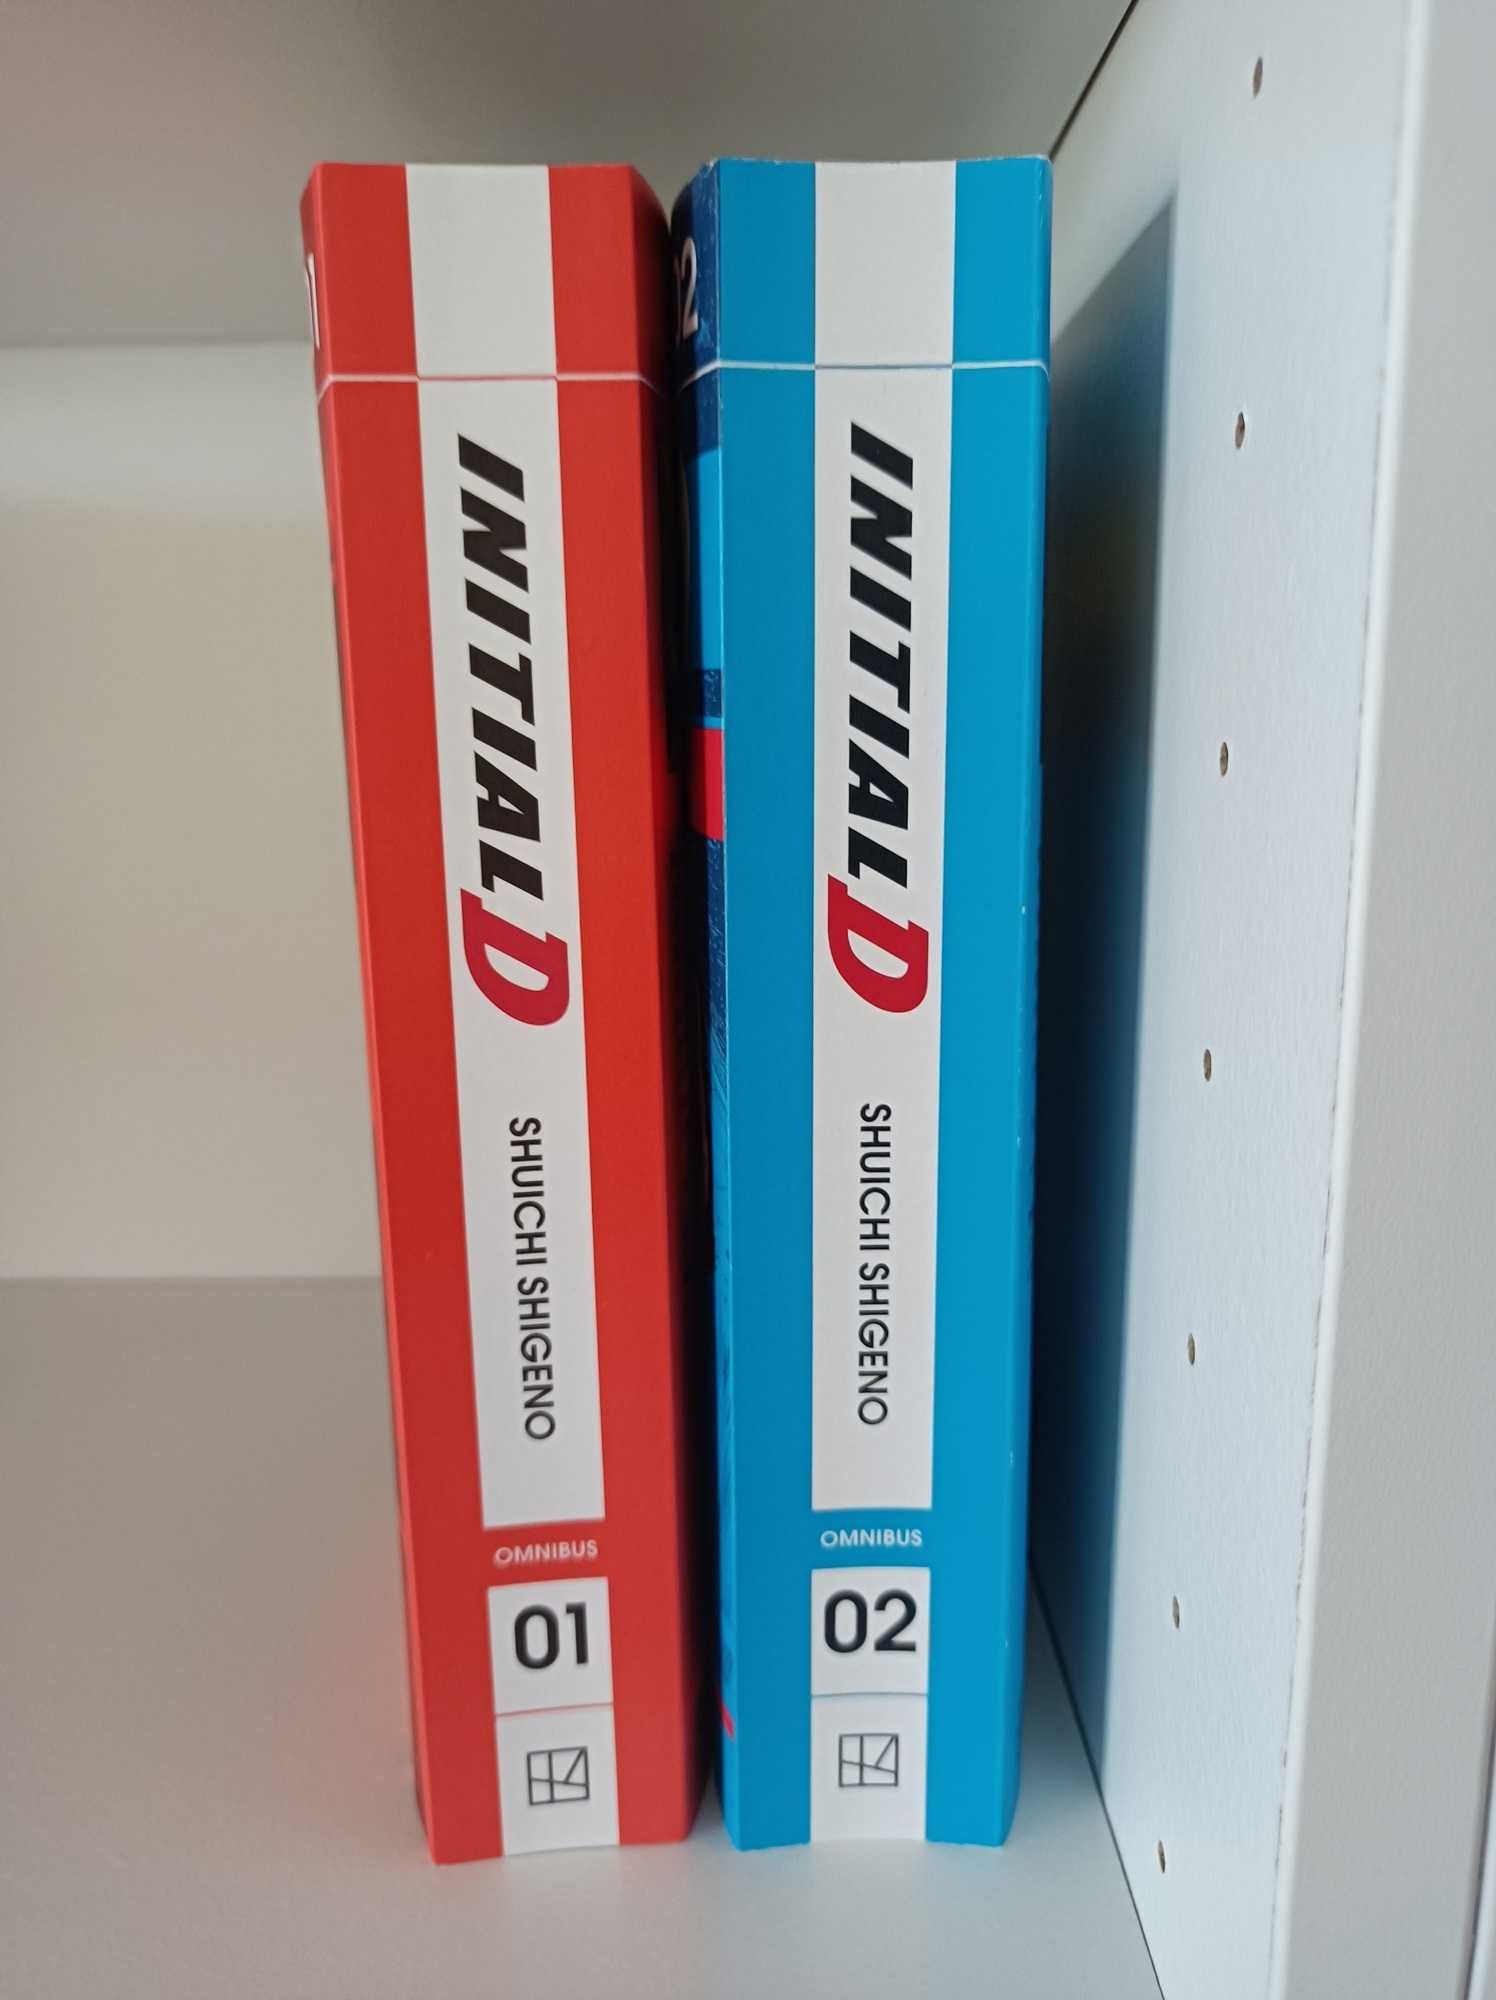 INITIAL D
SHUICHI SHIGENO
OMNIBUS
01
INITIAL D
SHUICHI SHIGENO
OMNIBUS
02